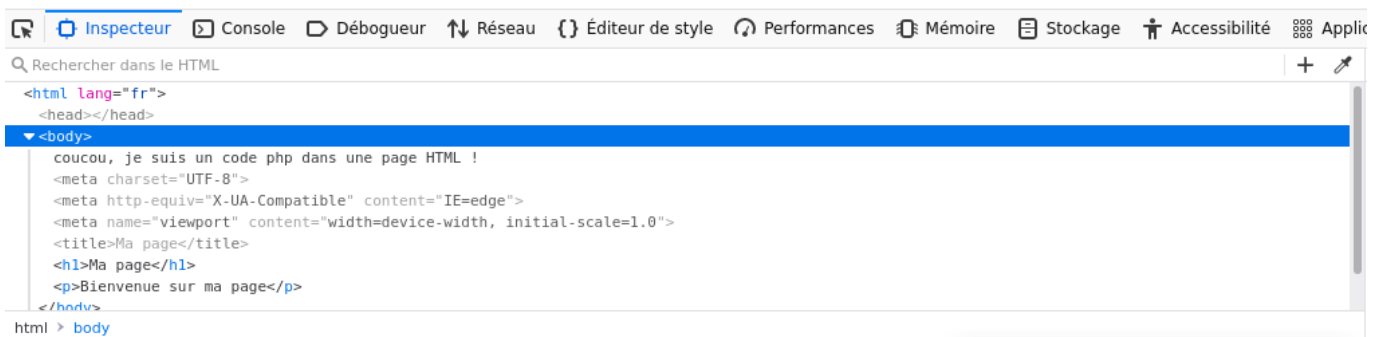 Inspecteur Console Débogueur Réseau {} Éditeur de style Performances Mémoire Stockage Accessibilité Applic
Rechercher dans le HTML
<html lang="fr">
<head></head>
<body>
coucou, je suis un code php dans une page HTML !
<meta charset="UTF-8">
<meta http-equiv="X-UA-Compatible" content="IE=edge">
<meta name="viewport" content="width=device-width, initial-scale=1.0">
<title>Ma page</title>
<h1>Ma page</h1>
<p>Bienvenue sur ma page</p>
</body>
html > body